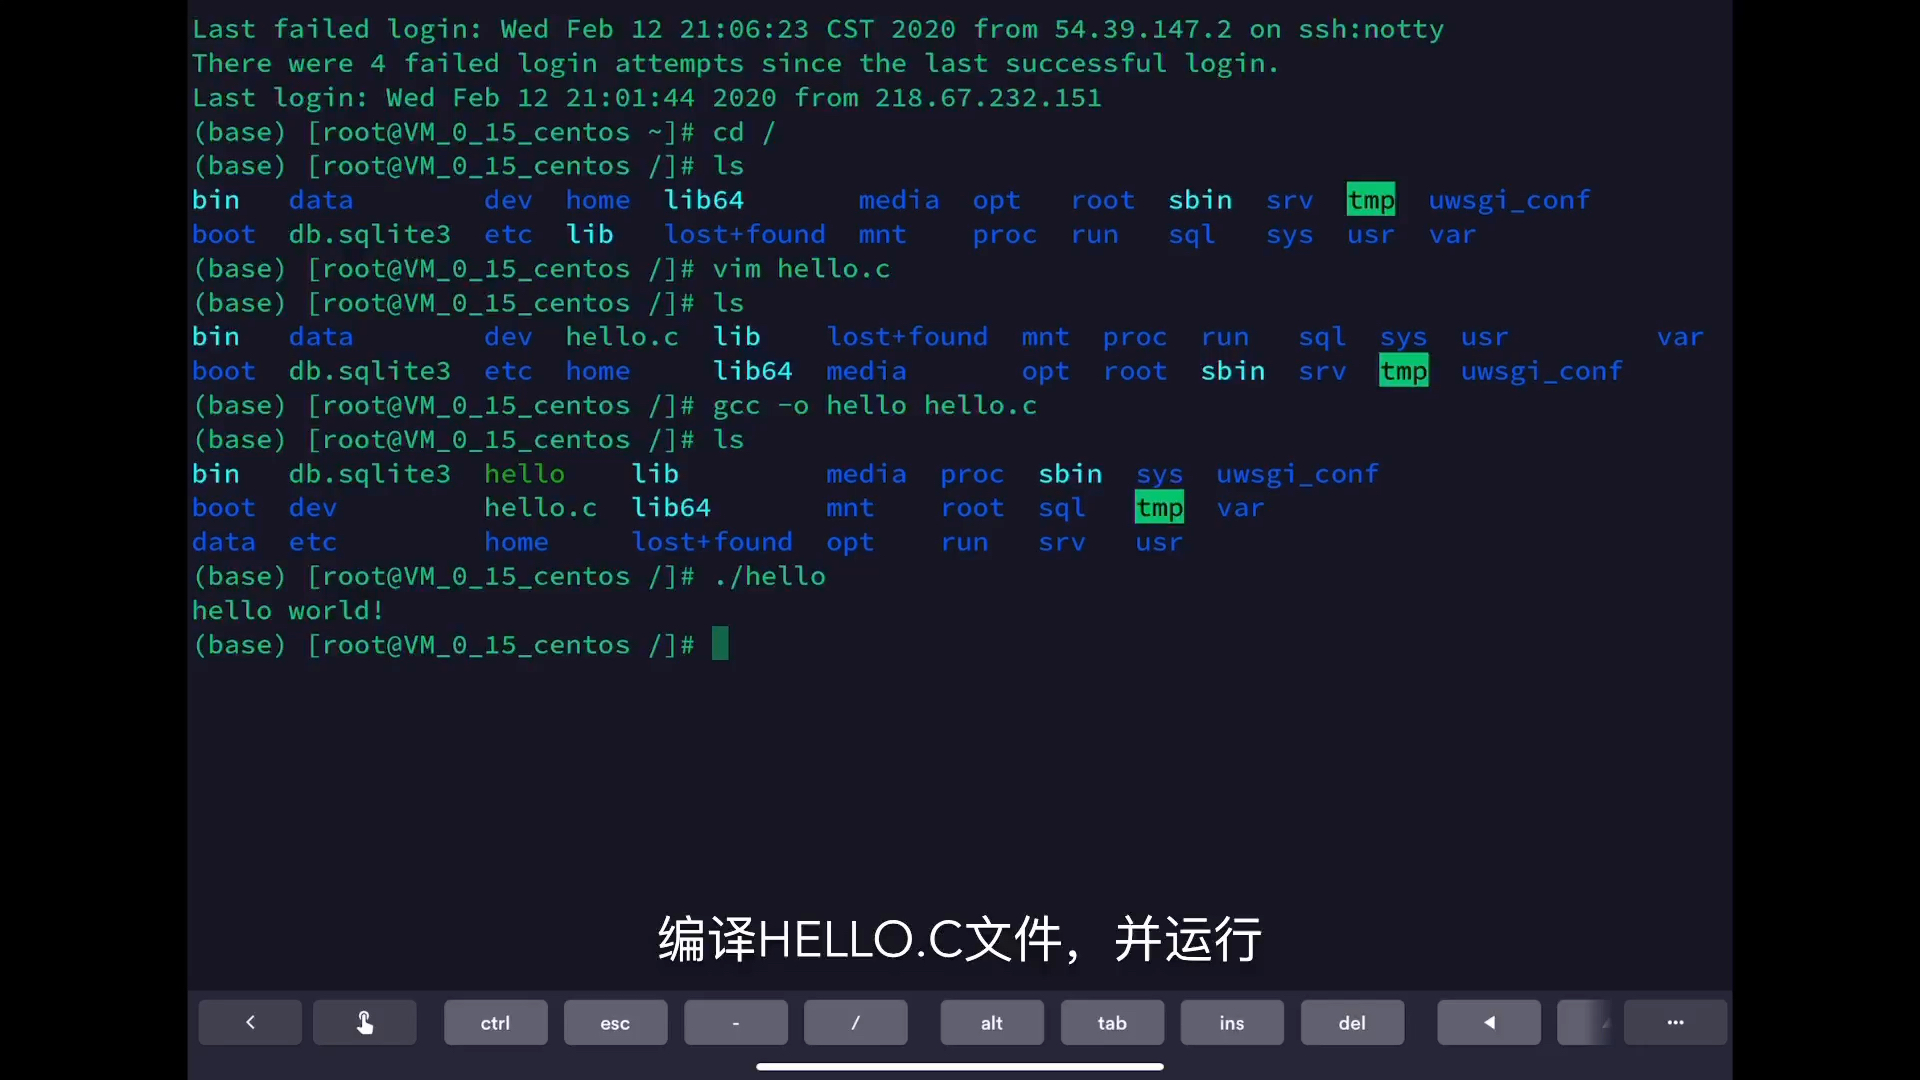 Last failed login: Wed Feb 12 21:06:23 CST 2020 from 54.39.147.2 on ssh:notty
There were 4 failed login attempts since the last successful login.
Last login: Wed Feb 12 21:01:44 2020 from 218.67.232.151
(base) [root@VM_0_15_centos ~]# cd /
(base) [root@VM_0_15_centos /]# ls
bin data dev home lib64 media opt root sbin srv tmp uwsgi_conf
boot db.sqlite3 etc lib lost+found mnt proc run sql sys usr var
(base) [root@VM_0_15_centos /]# vim hello.c
(base) [root@VM_0_15_centos /]# ls
bin data dev hello.c lib lost+found mnt proc run sql sys usr var
boot db.sqlite3 etc home lib64 media opt root sbin srv tmp uwsgi_conf
(base) [root@VM_0_15_centos /]# gcc -o hello hello.c
(base) [root@VM_0_15_centos /]# ls
bin db.sqlite3 hello lib media proc sbin sys uwsgi_conf
boot dev hello.c lib64 mnt root sql tmp var
data etc home lost+found opt run srv usr
(base) [root@VM_0_15_centos /]# ./hello
hello world!
(base) [root@VM_0_15_centos /]#
编译HELLO.C文件，并运行
ctrl esc - / alt tab ins del ...